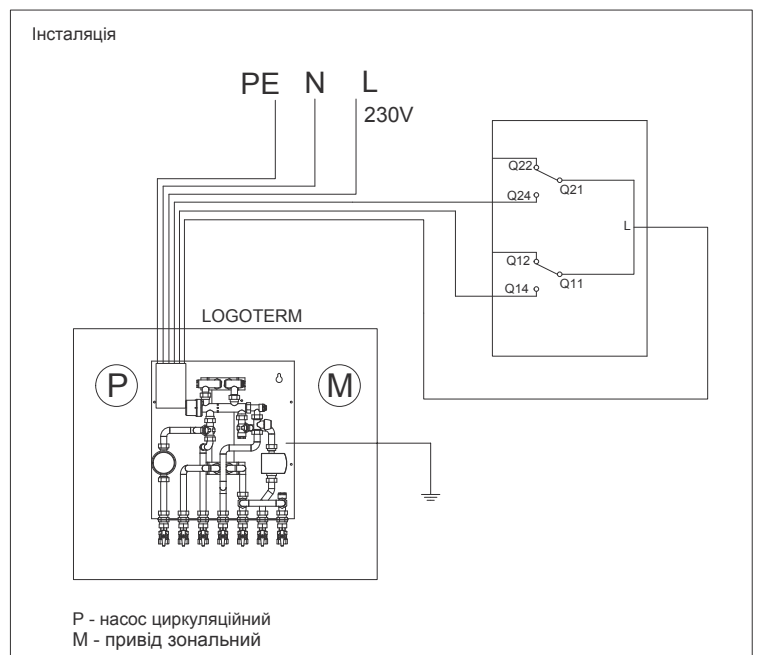 Інсталяція
PE N L
230V
Q22
Q21
Q24
L
Q12
Q11
Q14
LOGOTERM
P M
P - насос циркуляційний
M - привід зональний